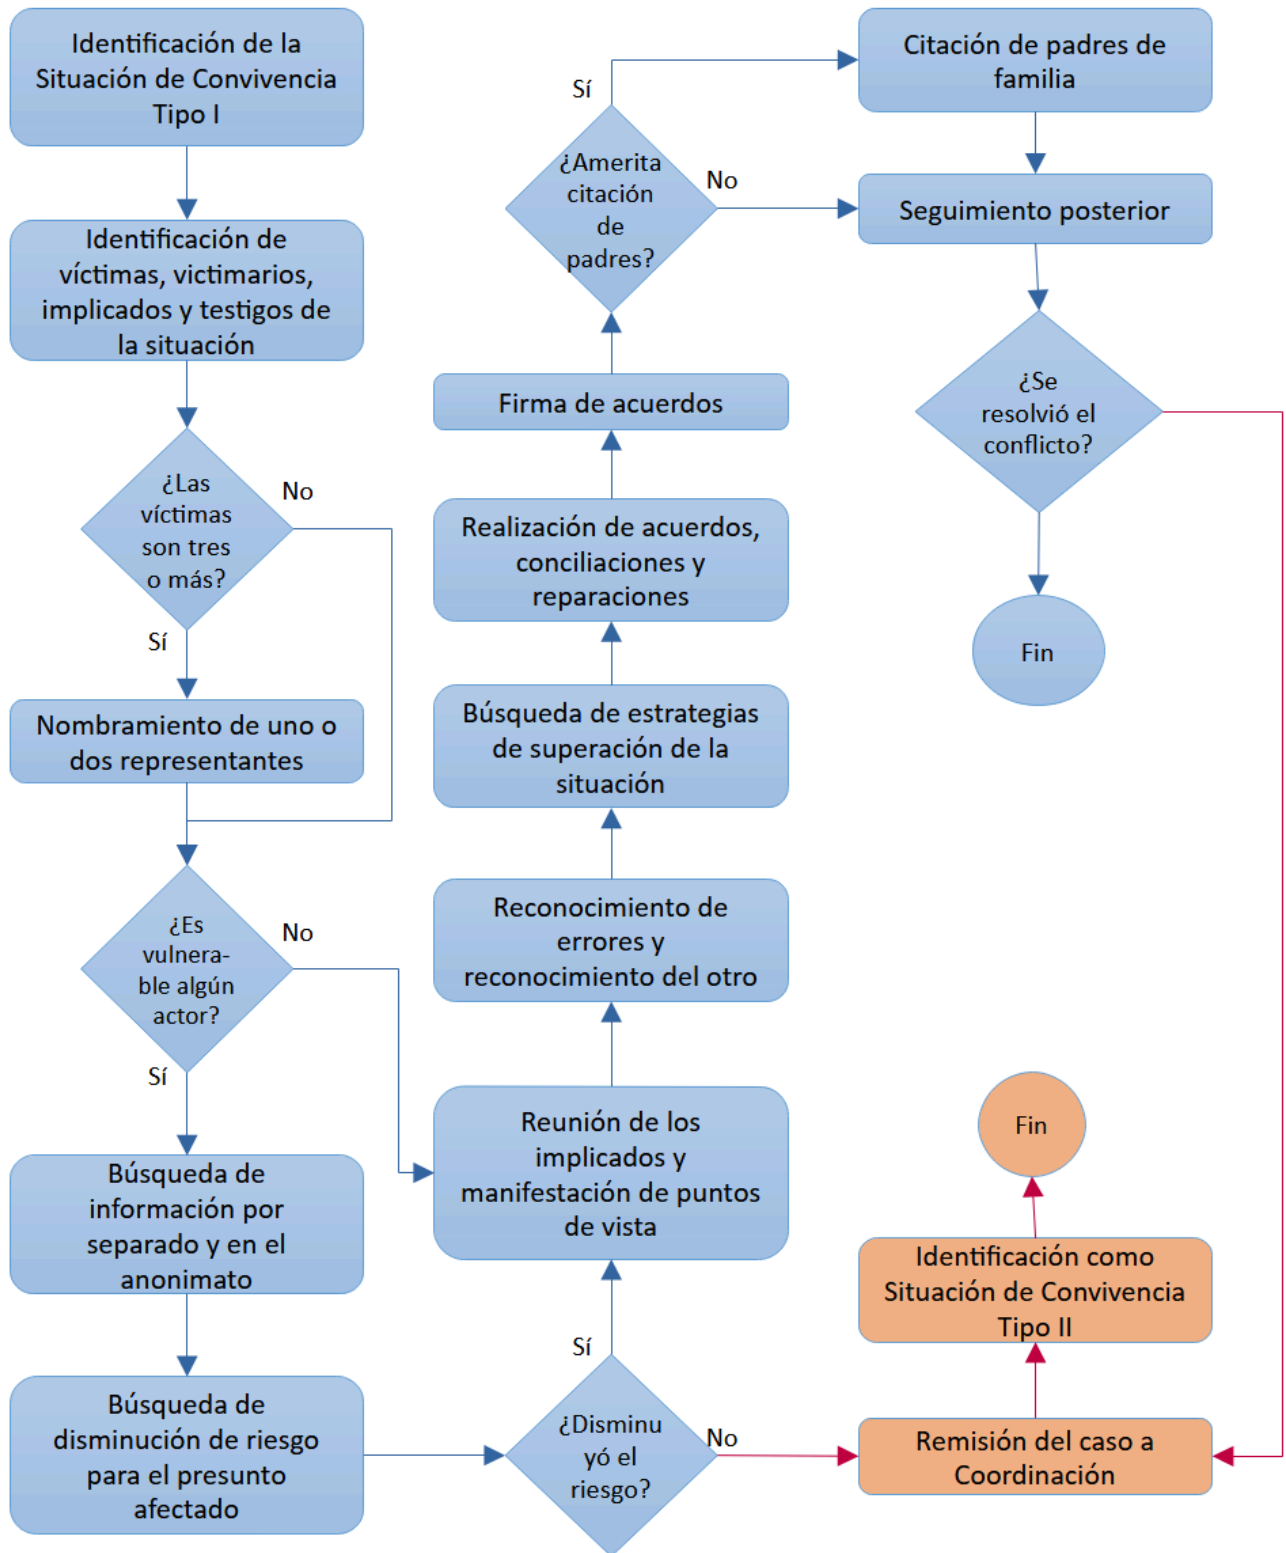 Identificación de la
Situación de Convivencia
Tipo I
Identificación de
víctimas, victimarios,
implicados y testigos de
la situación
¿Las
víctimas
son tres
o más?
No
Sí
Nombramiento de uno o
dos representantes
¿Es
vulnera-
ble algún
actor?
No
Sí
Búsqueda de
información por
separado y en el
anonimato
Búsqueda de
disminución de riesgo
para el presunto
afectado
¿Disminu
yó el
riesgo?
Sí
No
Reunión de los
implicados y
manifestación de puntos
de vista
Reconocimiento de
errores y
reconocimiento del otro
Búsqueda de estrategias
de superación de la
situación
Realización de acuerdos,
conciliaciones y
reparaciones
Firma de acuerdos
¿Amerita
citación
de
padres?
Sí
No
Citación de padres de
familia
Seguimiento posterior
¿Se
resolvió el
conflicto?
Fin
Remisión del caso a
Coordinación
Identificación como
Situación de Convivencia
Tipo II
Fin